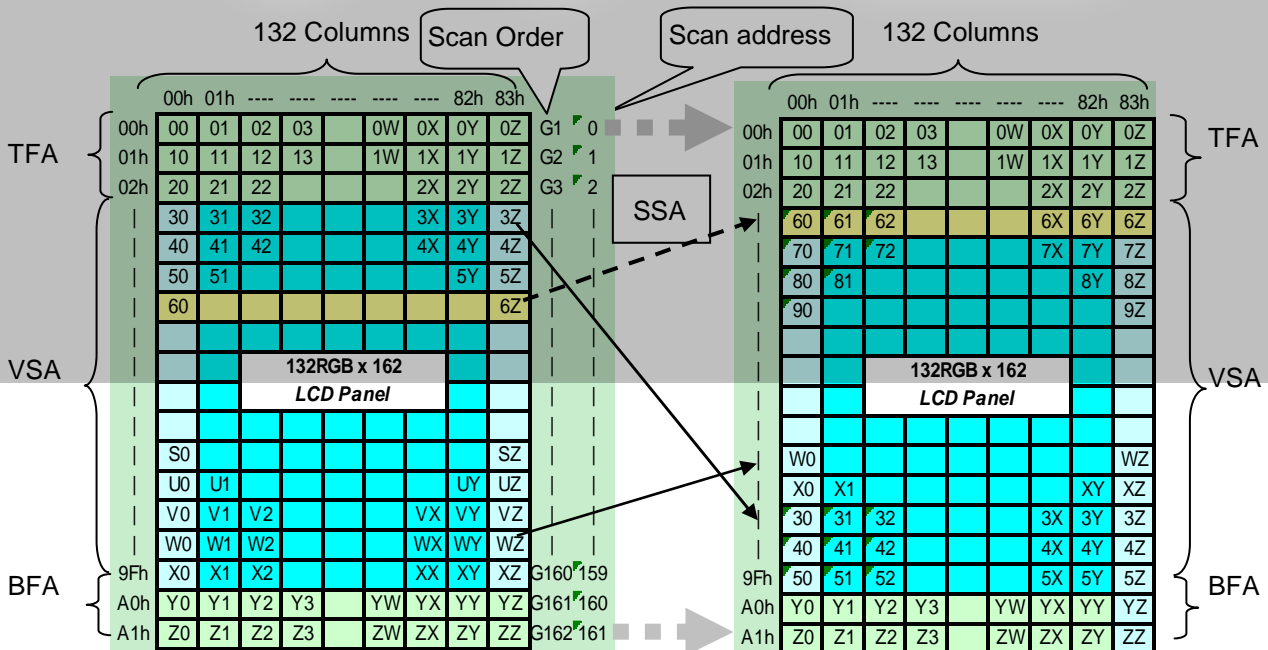 132 Columns Scan Order Scan address 132 Columns
00h 01h ---- ---- ---- ---- ---- 82h 83h
00h 00 01 02 03 0W 0X 0Y 0Z G1 0
01h 10 11 12 13 1W 1X 1Y 1Z G2 1
02h 20 21 22 2X 2Y 2Z G3 2
30 31 32 3X 3Y 3Z
40 41 42 4X 4Y 4Z
50 51 5Y 5Z
60 6Z
132RGB x 162
LCD Panel
S0 SZ
U0 U1 UY UZ
V0 V1 V2 VX VY VZ
W0 W1 W2 WX WY WZ
9Fh X0 X1 X2 XX XY XZ G160 159
A0h Y0 Y1 Y2 Y3 YW YX YY YZ G161 160
A1h Z0 Z1 Z2 Z3 ZW ZX ZY ZZ G162 161
TFA
VSA
BFA
SSA
00h 01h ---- ---- ---- ---- ---- 82h 83h
00h 00 01 02 03 0W 0X 0Y 0Z
01h 10 11 12 13 1W 1X 1Y 1Z
02h 20 21 22 2X 2Y 2Z
60 61 62 6X 6Y 6Z
70 71 72 7X 7Y 7Z
80 81 8Y 8Z
90 9Z
132RGB x 162
LCD Panel
W0 WZ
X0 X1 XY XZ
30 31 32 3X 3Y 3Z
40 41 42 4X 4Y 4Z
9Fh 50 51 52 5X 5Y 5Z
A0h Y0 Y1 Y2 Y3 YW YX YY YZ
A1h Z0 Z1 Z2 Z3 ZW ZX ZY ZZ
TFA
VSA
BFA